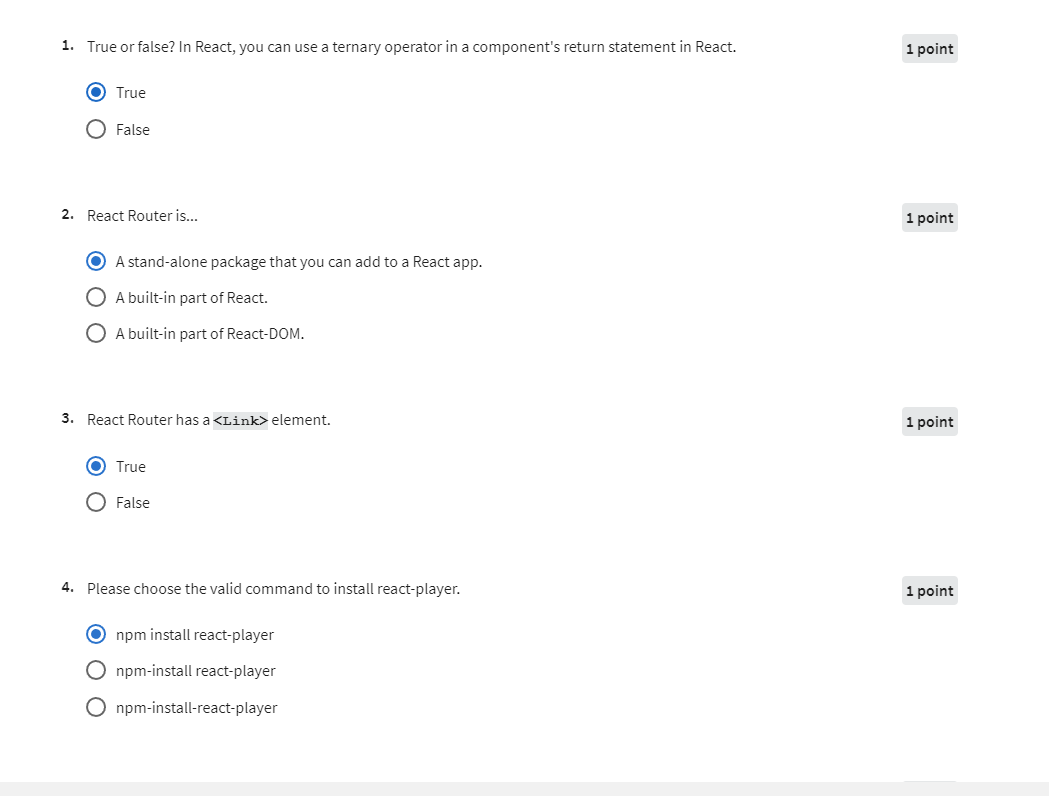 1. True or false? In React, you can use a ternary operator in a component's return statement in React. 1 point
True
False
2. React Router is... 1 point
A stand-alone package that you can add to a React app.
A built-in part of React.
A built-in part of React-DOM.
3. React Router has a <Link> element. 1 point
True
False
4. Please choose the valid command to install react-player. 1 point
npm install react-player
npm-install react-player
npm-install-react-player